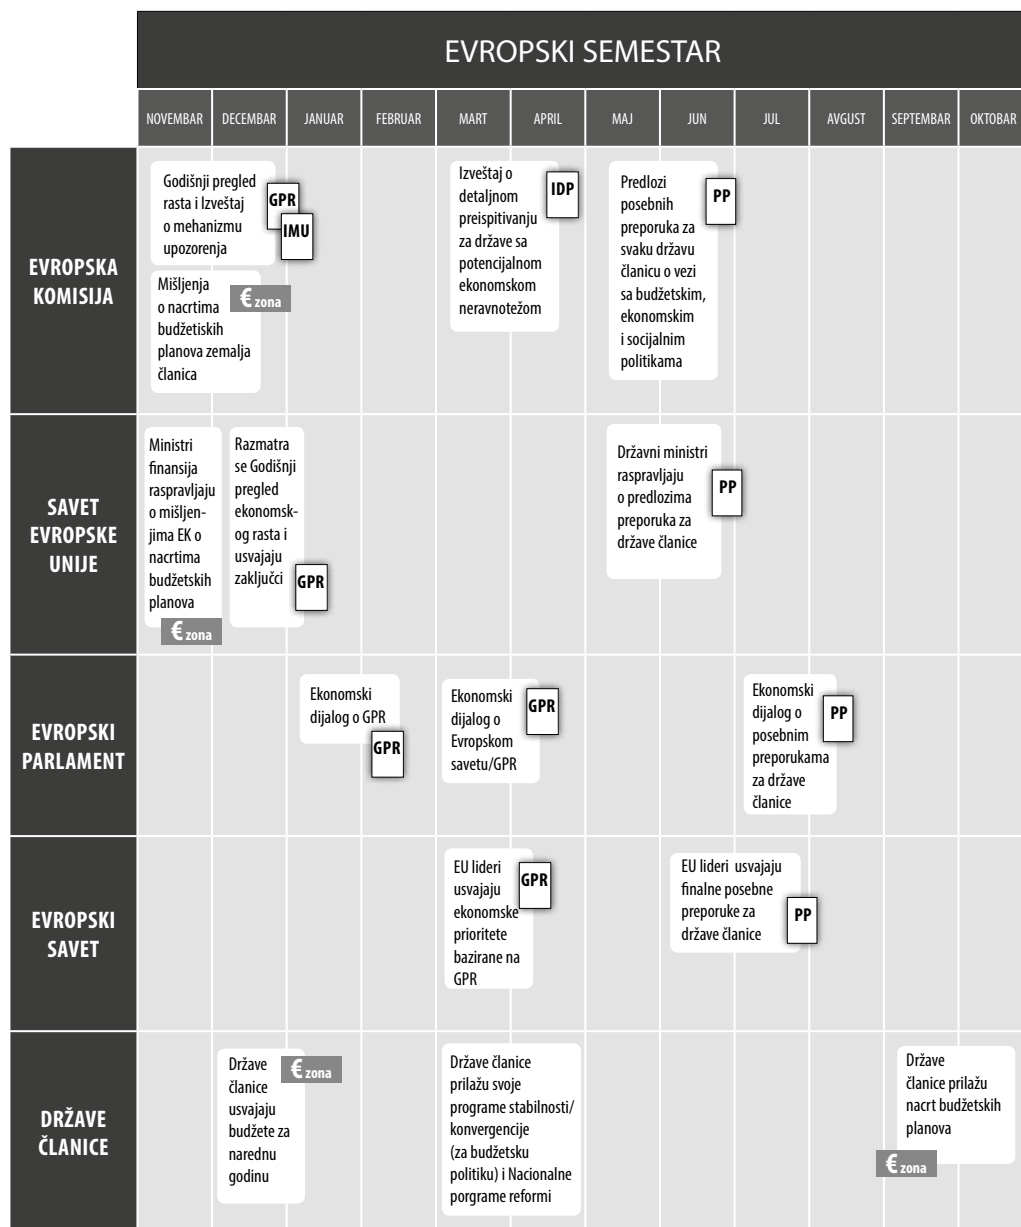 EVROPSKI SEMESTAR
NOVEMBAR
DECEMBAR
JANUAR
FEBRUAR
MART
APRIL
MAJ
JUN
JUL
AVGUST
SEPTEMBAR
OKTOBAR
EVROPSKA
KOMISIJA
Godišnji pregled
rasta i Izveštaj
o mehanizmu
upozorenja
GPR
IMU
Mišljenja
o nacrtima
budžetiskih
planova zemalja
članica
€ zona
Izveštaj o
detaljnom
preispitivanju
za države sa
potencijalnom
ekonomskom
neravnotežom
IDP
Predlozi
posebnih
preporuka za
svaku državu
članicu o vezi
sa budžetskim,
ekonomskim
i socijalnim
politikama
PP
SAVET
EVROPSKE
UNIJE
Ministri
finansija
raspravljaju
o mišljen-
jima EK o
nacrtima
budžetskih
planova
€ zona
Razmatra
se Godišnji
pregled
ekonomsk-
og rasta i
usvajaju
zaključci
GPR
Državni ministri
raspravljaju
o predlozima
preporuka za
države članice
PP
EVROPSKI
PARLAMENT
Ekonomski
dijalog o GPR
GPR
Ekonomski
dijalog o
Evropskom
savetu/GPR
GPR
Ekonomski
dijalog o
posebnim
preporukama
za države
članice
PP
EVROPSKI
SAVET
EU lideri
usvajaju
ekonomske
prioritete
bazirane na
GPR
GPR
EU lideri usvajaju
finalne posebne
preporuke za
države članice
PP
DRŽAVE
ČLANICE
Države
članice
usvajaju
budžete za
narednu
godinu
€ zona
Države članice
prilažu svoje
programe stabilnosti/
konvergencije
(za budžetsku
politiku) i Nacionalne
porgrame reformi
Države
članice prilažu
nacrt budžetskih
planova
€ zona